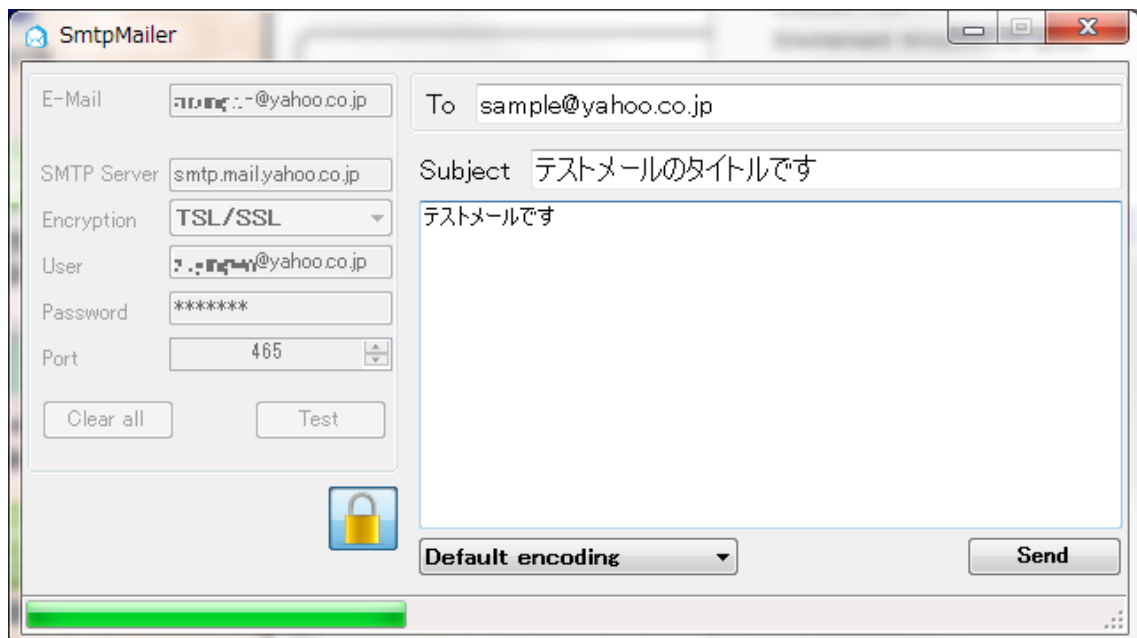 SmtpMailer
E-Mail
@yahoo.co.jp
SMTP Server
smtp.mail.yahoo.co.jp
Encryption
TSL/SSL
User
@yahoo.co.jp
Password
*******
Port
465
Clear all
Test
To
sample@yahoo.co.jp
Subject
テストメールのタイトルです
テストメールです
Default encoding
Send